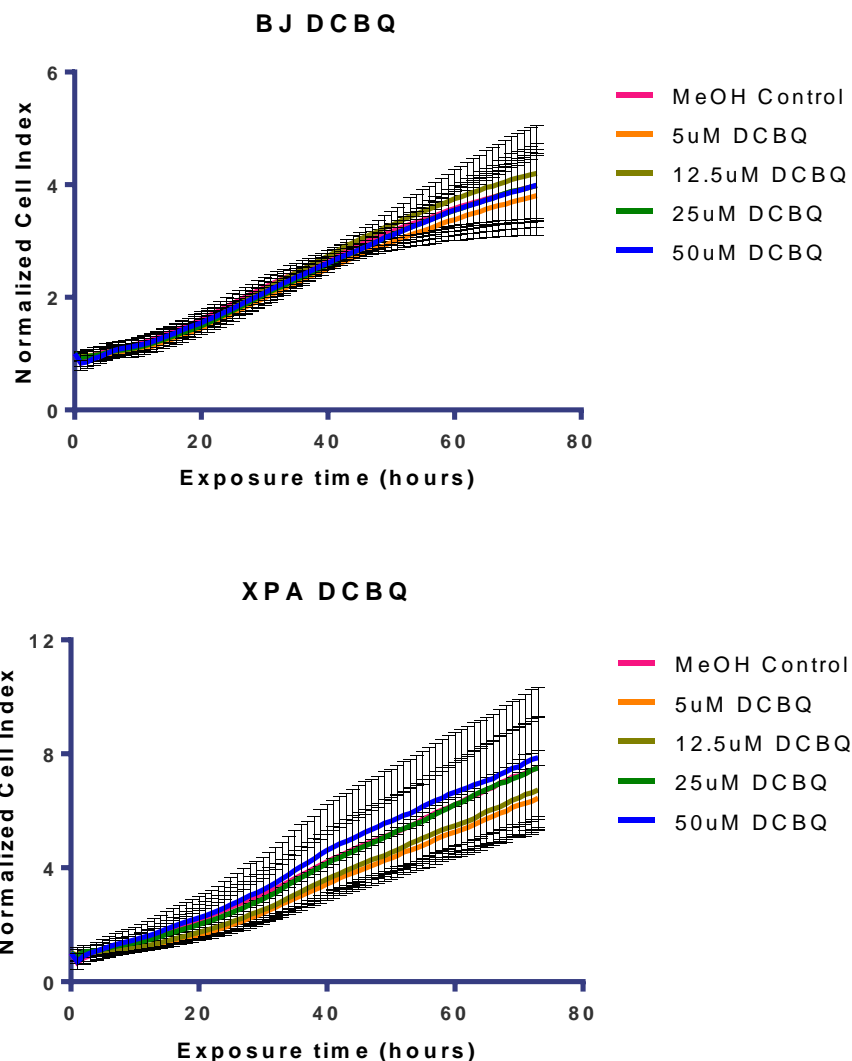 BJ DCBQ
Normalized Cell Index
6
4
2
0
0 20 40 60 80
Exposure time (hours)
MeOH Control
5uM DCBQ
12.5uM DCBQ
25uM DCBQ
50uM DCBQ
XPA DCBQ
Normalized Cell Index
12
8
4
0
0 20 40 60 80
Exposure time (hours)
MeOH Control
5uM DCBQ
12.5uM DCBQ
25uM DCBQ
50uM DCBQ